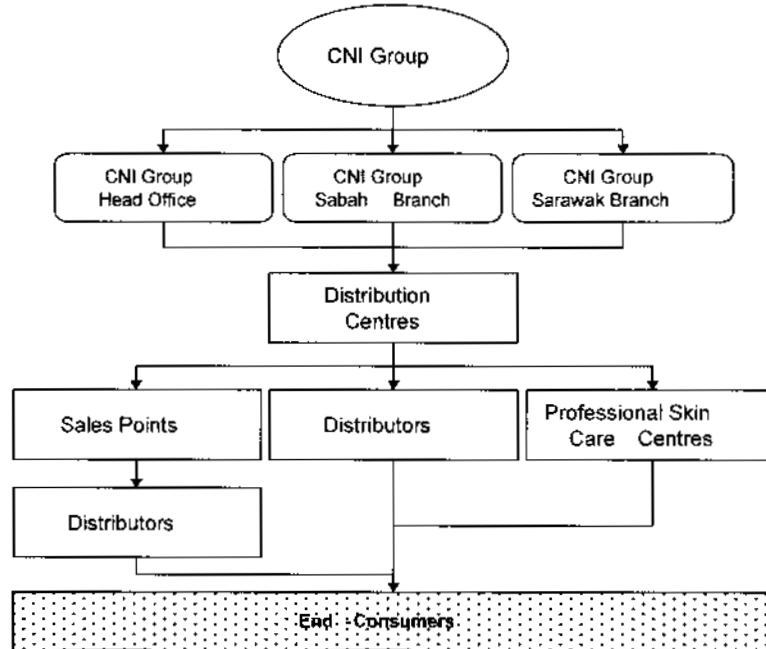 CNI Group
CNI Group
Head Office
CNI Group
Sabah Branch
CNI Group
Sarawak Branch
Distribution
Centres
Sales Points
Distributors
Professional Skin
Care Centres
Distributors
End -Consumers